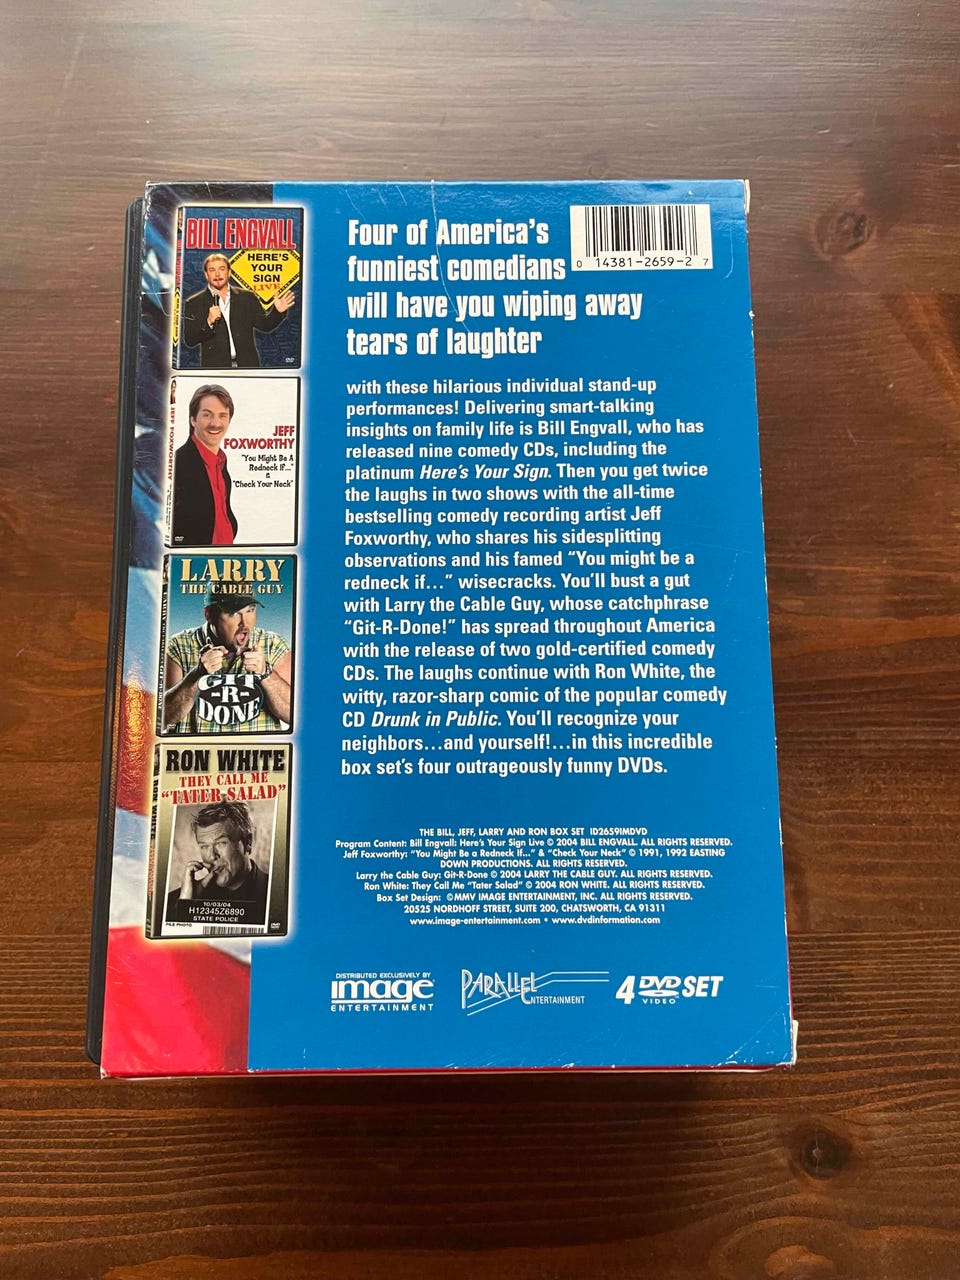 BILL ENGVALL
HERE'S
YOUR
SIGN
LIVE
JEFF FOXWORTHY
JEFF
FOXWORTHY
"You Might Be A
Redneck If..."
&
"Check Your Neck"
LARRY
THE CABLE GUY
GIT
-R-
DONE
RON WHITE
RON WHITE
THEY CALL ME
"TATER SALAD"
10/03/04
H12345Z6890
STATE POLICE
FILE PHOTO
Four of America's
funniest comedians
will have you wiping away
tears of laughter
0 14381-2659-2 7
with these hilarious individual stand-up
performances! Delivering smart-talking
insights on family life is Bill Engvall, who has
released nine comedy CDs, including the
platinum Here's Your Sign. Then you get twice
the laughs in two shows with the all-time
bestselling comedy recording artist Jeff
Foxworthy, who shares his sidesplitting
observations and his famed “You might be a
redneck if...” wisecracks. You'll bust a gut
with Larry the Cable Guy, whose catchphrase
“Git-R-Done!” has spread throughout America
with the release of two gold-certified comedy
CDs. The laughs continue with Ron White, the
witty, razor-sharp comic of the popular comedy
CD Drunk in Public. You'll recognize your
neighbors...and yourself!...in this incredible
box set's four outrageously funny DVDs.
THE BILL, JEFF, LARRY AND RON BOX SET ID2659IMDVD
Program Content: Bill Engvall: Here's Your Sign Live © 2004 BILL ENGVALL. ALL RIGHTS RESERVED.
Jeff Foxworthy: “You Might Be a Redneck If...” & “Check Your Neck” © 1991, 1992 EASTING
DOWN PRODUCTIONS. ALL RIGHTS RESERVED.
Larry the Cable Guy: Git-R-Done © 2004 LARRY THE CABLE GUY. ALL RIGHTS RESERVED.
Ron White: They Call Me “Tater Salad” © 2004 RON WHITE. ALL RIGHTS RESERVED.
Box Set Design: ©MMV IMAGE ENTERTAINMENT, INC. ALL RIGHTS RESERVED.
20525 NORDHOFF STREET, SUITE 200, CHATSWORTH, CA 91311
www.image-entertainment.com • www.dvdinformation.com
DISTRIBUTED EXCLUSIVELY BY
image
ENTERTAINMENT
PARALLEL
ENTERTAINMENT
4 DVD SET
VIDEO